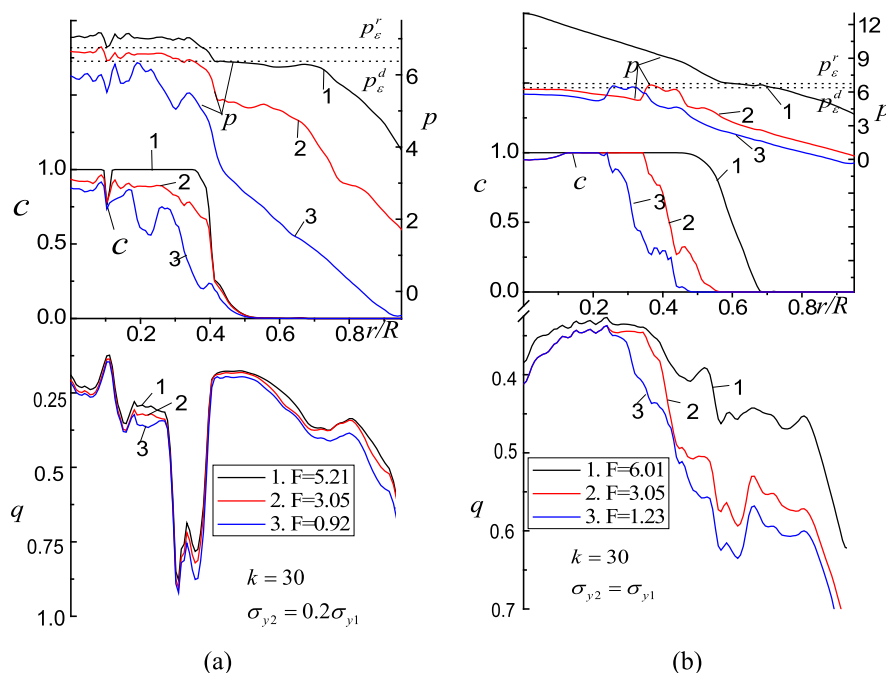 p_ε^r
p_ε^d
6
4
2
0
p
1
2
3
p
1.0
0.5
0.0
c
1
2
3
c
0.2
0.4
0.6
0.8
r/R
0.25
0.5
0.75
1.0
q
1
2
3
1. F=5.21
2. F=3.05
3. F=0.92
k = 30
σ_y2 = 0.2σ_y1
(a)
12
9
6
3
0
p
p_ε^r
p_ε^d
p
1
2
3
1.0
0.5
0.0
c
c
1
2
3
0.2
0.4
0.6
0.8
r/R
0.4
0.5
0.6
0.7
q
1
2
3
1. F=6.01
2. F=3.05
3. F=1.23
k = 30
σ_y2 = σ_y1
(b)